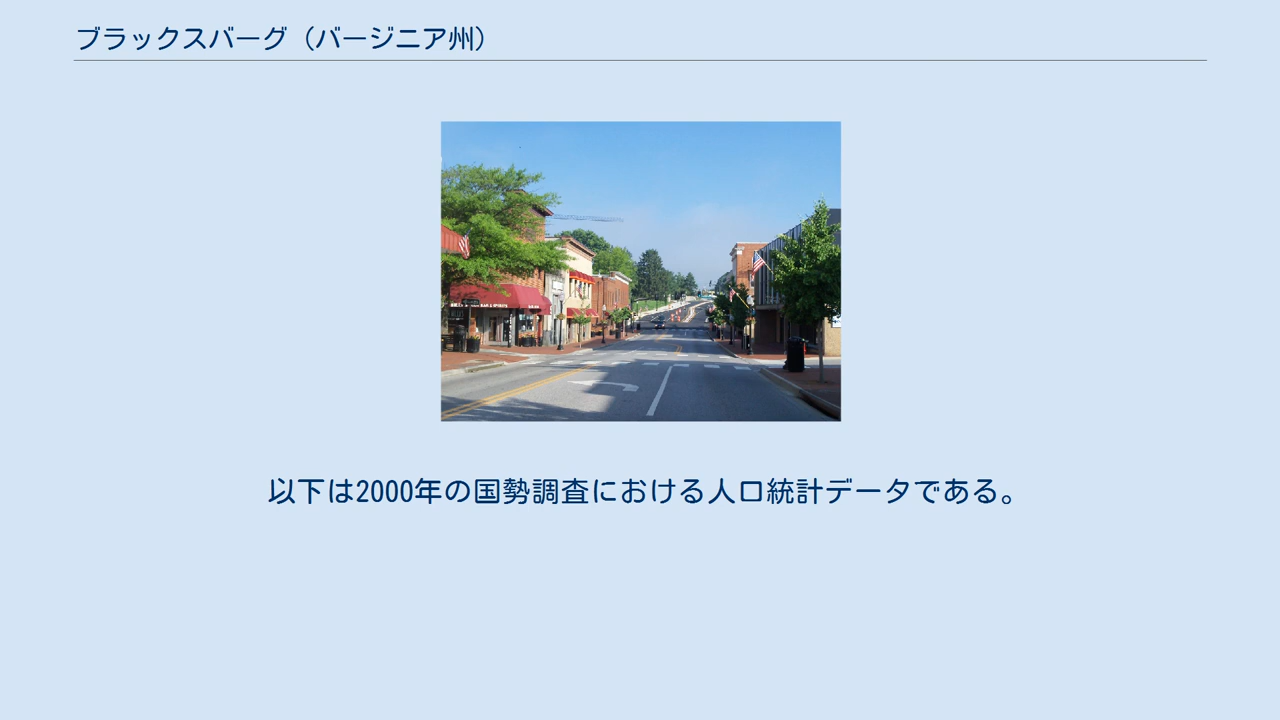 ブラックスバーグ（バージニア州）
以下は2000年の国勢調査における人口統計データである。